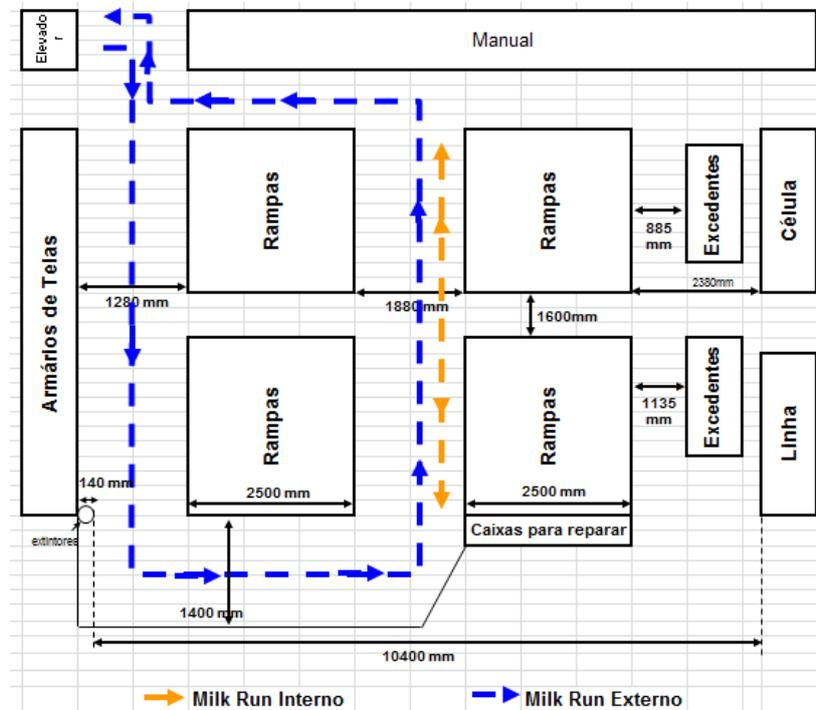 Elevado
r
Manual
Armários de Telas
Rampas
Rampas
Excedentes
Célula
885
mm
2380mm
1280 mm
1880 mm
1600mm
Rampas
Rampas
Excedentes
Linha
1135
mm
140 mm
2500 mm
2500 mm
extintores
Caixas para reparar
1400 mm
10400 mm
Milk Run Interno
Milk Run Externo